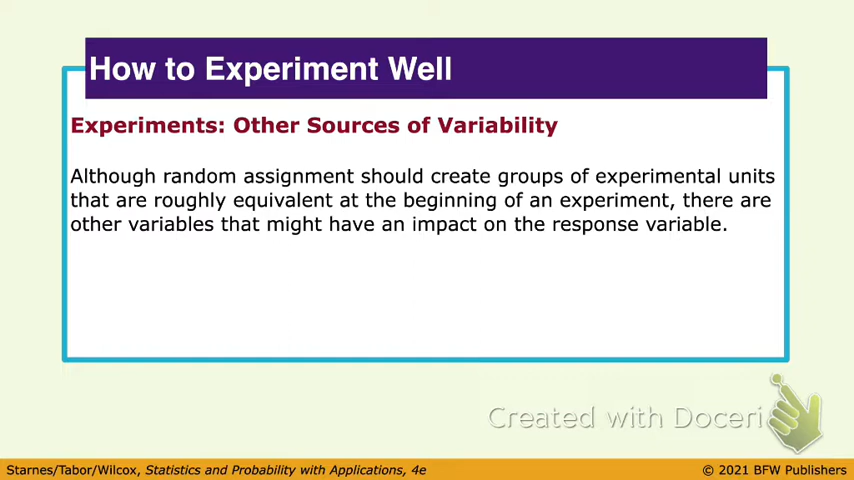 How to Experiment Well
Experiments: Other Sources of Variability
Although random assignment should create groups of experimental units
that are roughly equivalent at the beginning of an experiment, there are
other variables that might have an impact on the response variable.
Created with Doceri
Starnes/Tabor/Wilcox, Statistics and Probability with Applications, 4e
© 2021 BFW Publishers